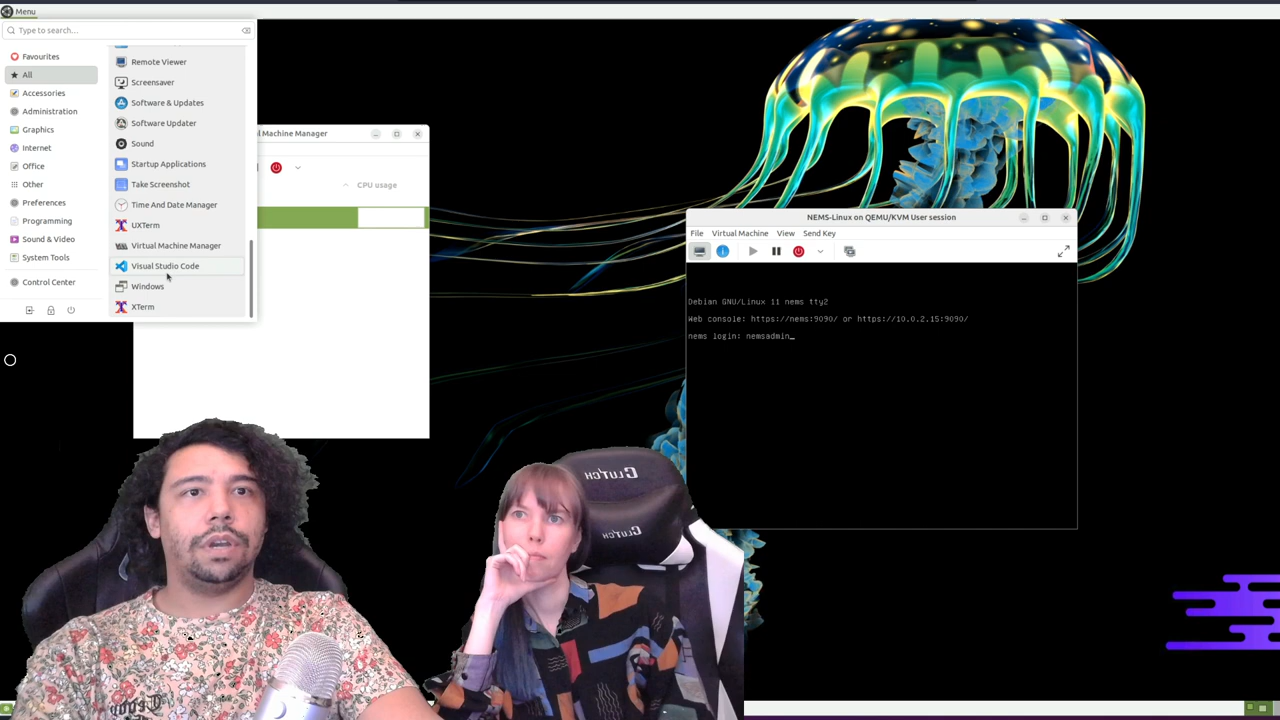 Menu
Type to search...
Favourites
All
Accessories
Administration
Graphics
Internet
Office
Other
Preferences
Programming
Sound & Video
System Tools
Control Center
Remote Viewer
Screensaver
Software & Updates
Software Updater
Sound
Startup Applications
Take Screenshot
Time And Date Manager
UXTerm
Virtual Machine Manager
Visual Studio Code
Windows
XTerm
Machine Manager
CPU usage
NEMS-Linux on QEMU/KVM User session
File Virtual Machine View Send Key
Debian GNU/Linux 11 nems tty2
Web console: https://nems:9090/ or https://10.0.2.15:9090/
nems login: nemsadmin_
CLUTCH
CLUTCH